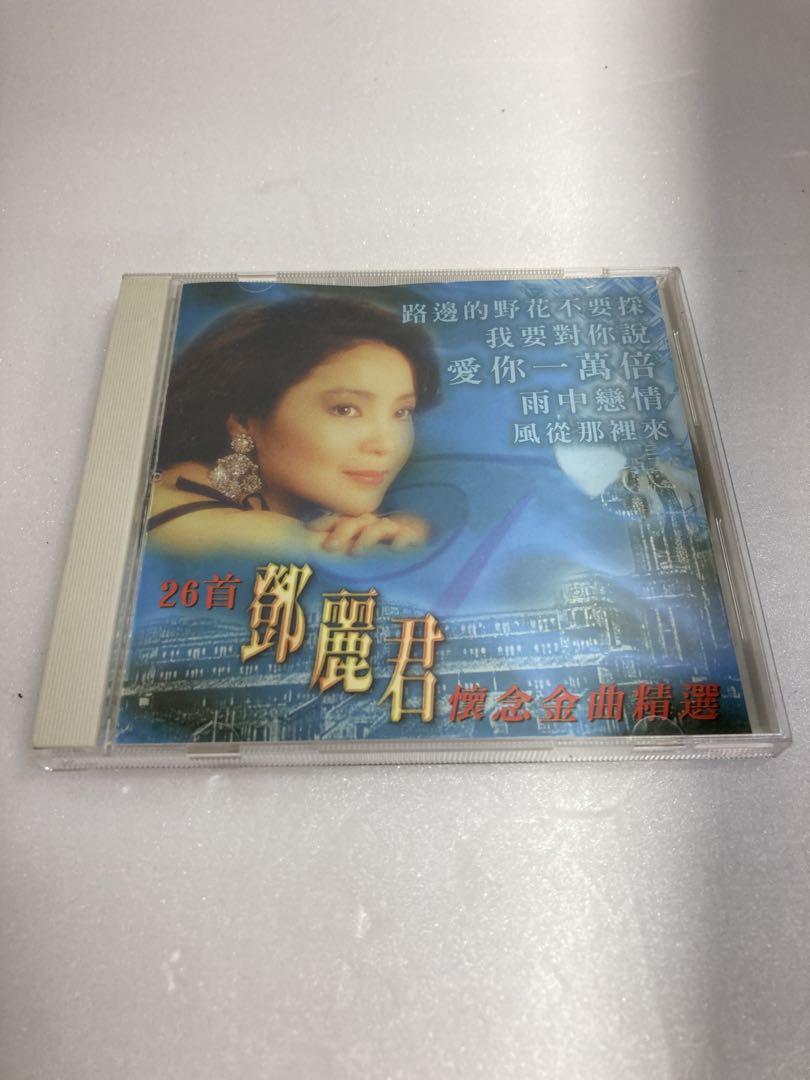 路邊的野花不要採
我要對你說
愛你一萬倍
雨中戀情
風從那裡來
26首 鄧麗君 懷念金曲精選